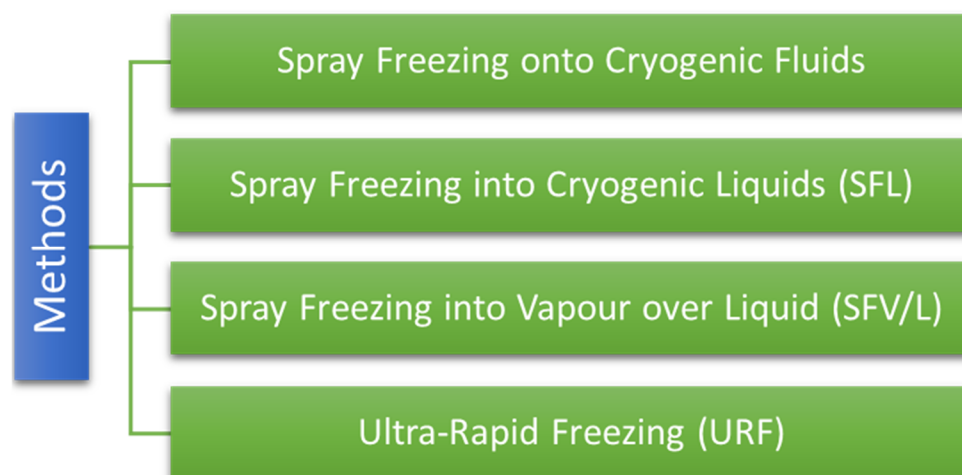 Methods
Spray Freezing onto Cryogenic Fluids
Spray Freezing into Cryogenic Liquids (SFL)
Spray Freezing into Vapour over Liquid (SFV/L)
Ultra-Rapid Freezing (URF)